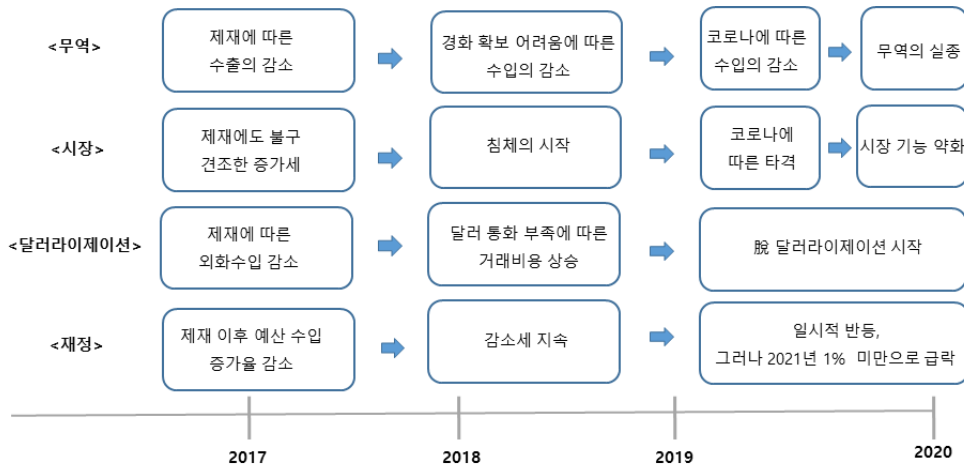 <무역>
제재에 따른
수출의 감소
경화 확보 어려움에 따른
수입의 감소
코로나에 따른
수입의 감소
무역의 실종
<시장>
제재에도 불구
견조한 증가세
침체의 시작
코로나에
따른 타격
시장 기능 약화
<달러라이제이션>
제재에 따른
외화수입 감소
달러 통화 부족에 따른
거래비용 상승
脫 달러라이제이션 시작
<재정>
제재 이후 예산 수입
증가율 감소
감소세 지속
일시적 반등,
그러나 2021년 1% 미만으로 급락
2017
2018
2019
2020